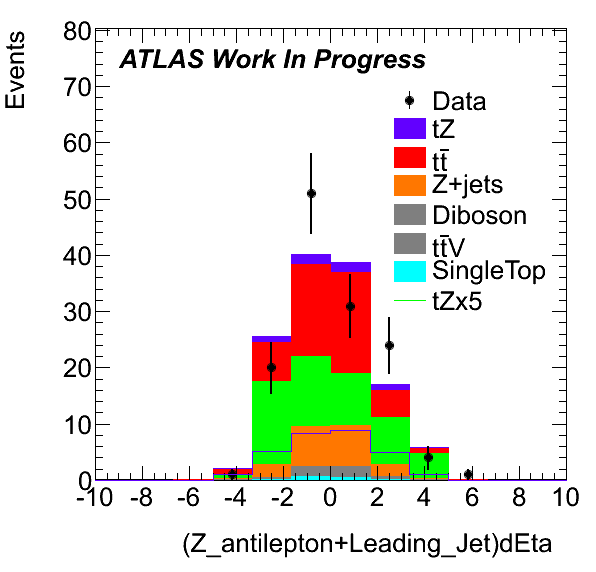 Events
80
70
60
50
40
30
20
10
0
ATLAS Work In Progress
Data
tZ
tt̄
Z+jets
Diboson
tt̄V
SingleTop
tZx5
-10 -8 -6 -4 -2 0 2 4 6 8 10
(Z_antilepton+Leading_Jet)dEta